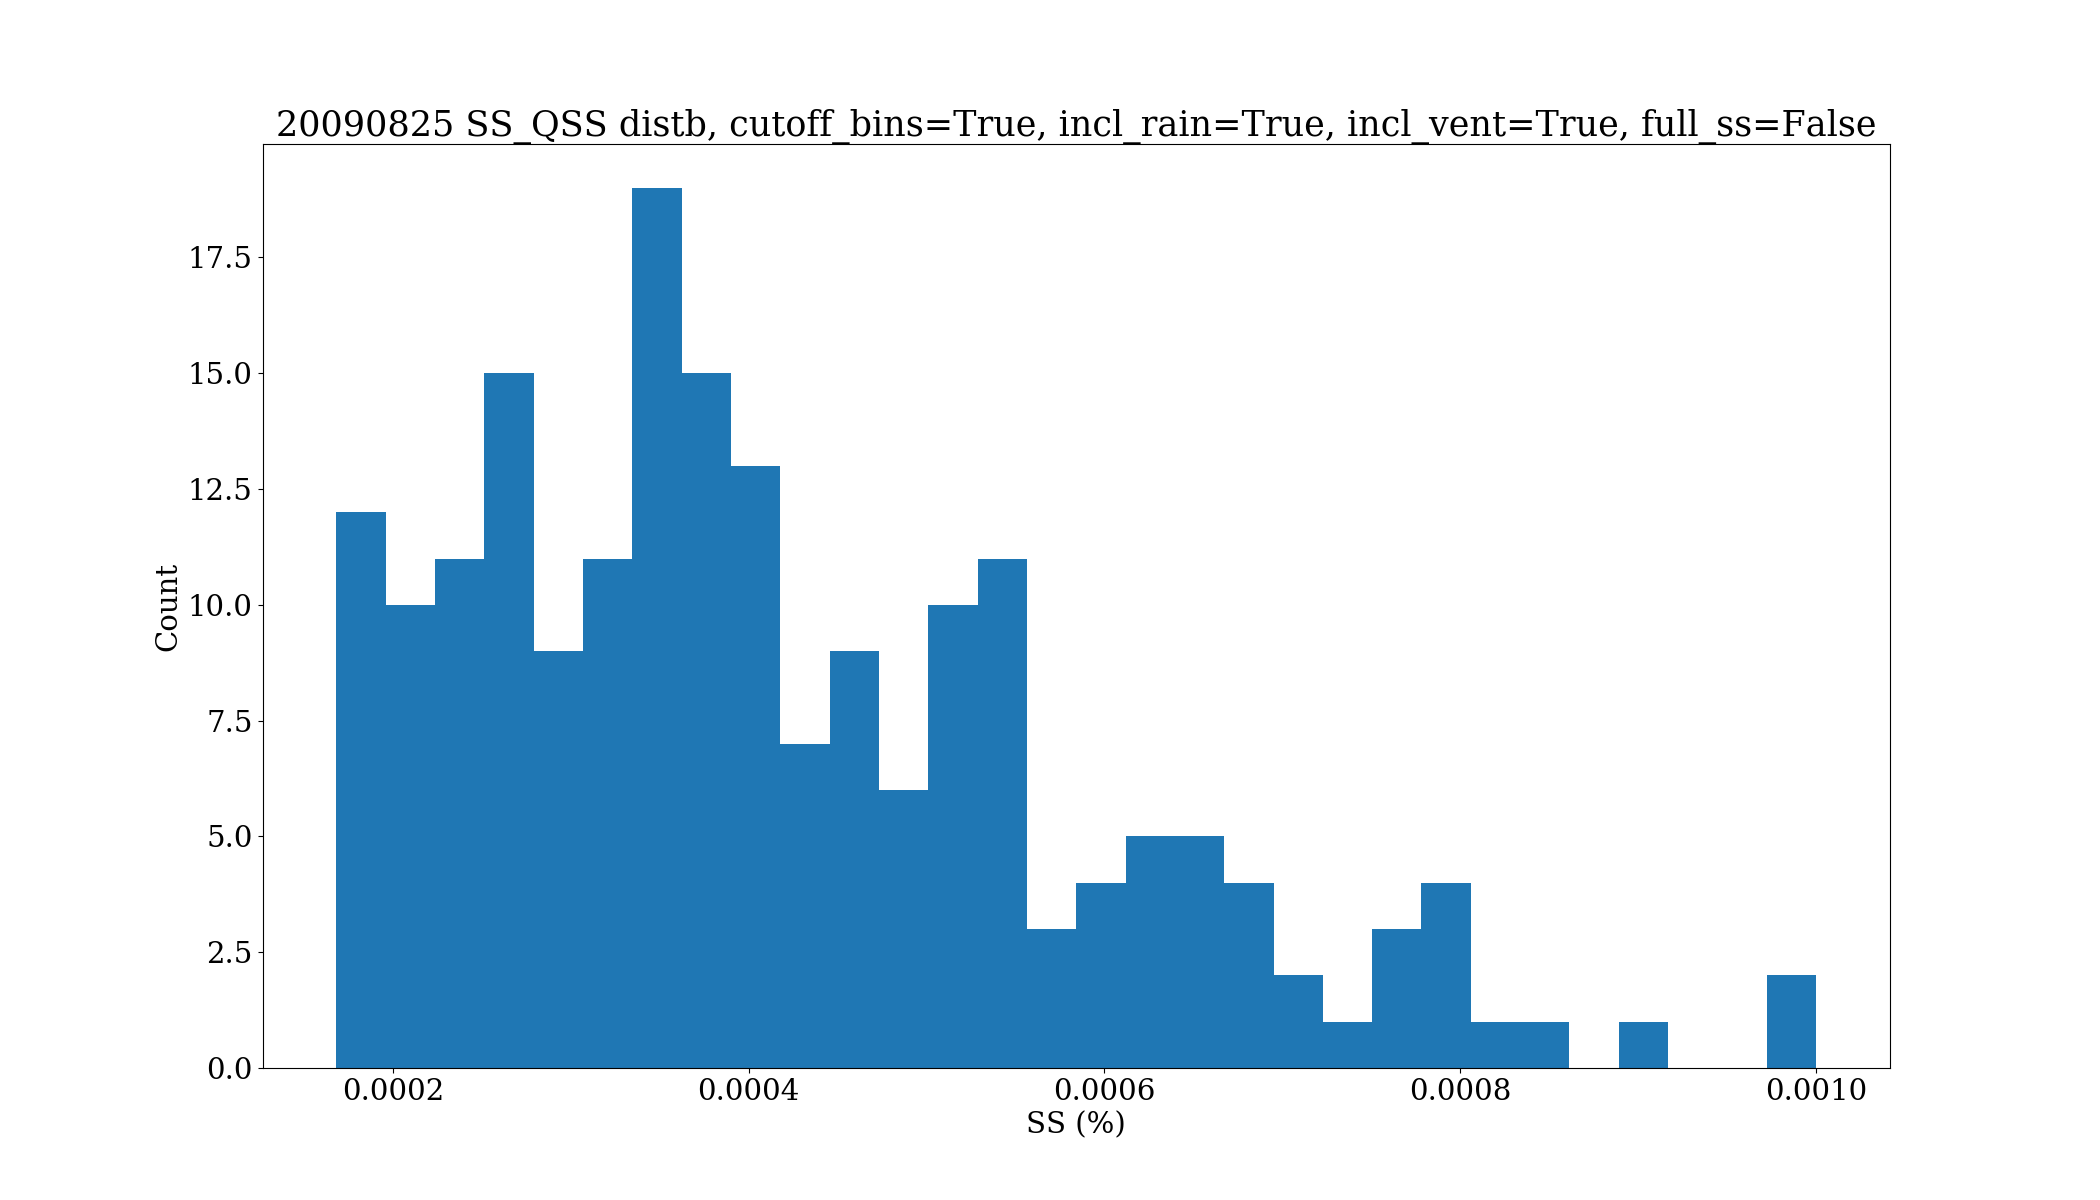 20090825 SS_QSS distb, cutoff_bins=True, incl_rain=True, incl_vent=True, full_ss=False
17.5
15.0
12.5
10.0
7.5
5.0
2.5
0.0
Count
0.0002 0.0004 0.0006 0.0008 0.0010
SS (%)